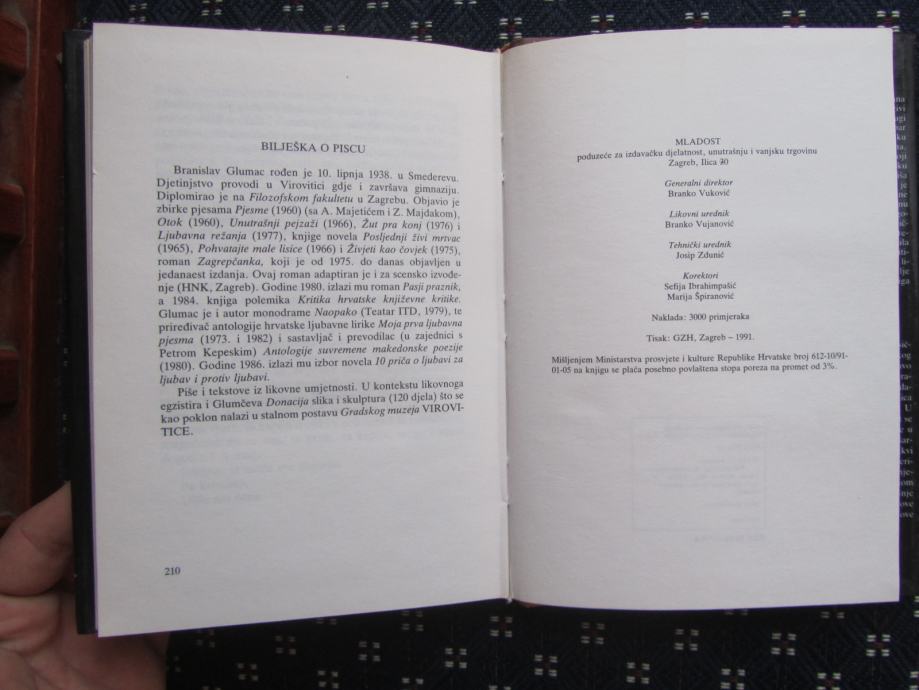 BILJEŠKA O PISCU
Branislav Glumac rođen je 10. lipnja 1938. u Smederevu.
Djetinjstvo provodi u Virovitici gdje i završava gimnaziju.
Diplomirao je na Filozofskom fakultetu u Zagrebu. Objavio je
zbirke pjesama Pjesme (1960) (sa A. Majetićem i Z. Majdakom),
Otok (1960), Unutrašnji pejzaži (1966), Žut pra konj (1976) i
Ljubavna režanja (1977), knjige novela Posljednji živi mrtvac
(1965), Pohvatajte male lisice (1966) i Živjeti kao čovjek (1975),
roman Zagrepčanka, koji je od 1975. do danas objavljen u
jedanaest izdanja. Ovaj roman adaptiran je i za scensko izvođe-
nje (HNK, Zagreb). Godine 1980. izlazi mu roman Pasji praznik,
a 1984. knjiga polemika Kritika hrvatske književne kritike.
Glumac je i autor monodrame Naopako (Teatar ITD, 1979), te
priređivač antologije hrvatske ljubavne lirike Moja prva ljubavna
pjesma (1973. i 1982) i sastavljač i prevodilac (u zajednici s
Petrom Kepeskim) Antologije suvremene makedonske poezije
(1980). Godine 1986. izlazi mu izbor novela 10 priča o ljubavi za
ljubav i protiv ljubavi.
Piše i tekstove iz likovne umjetnosti. U kontekstu likovnoga
egzistira i Glumčeva Donacija slika i skulptura (120 djela) što se
kao poklon nalazi u stalnom postavu Gradskog muzeja VIROVI-
TICE.
210
MLADOST
poduzeće za izdavačku djelatnost, unutrašnju i vanjsku trgovinu
Zagreb, Ilica
Generalni direktor
Branko Vuković
Likovni urednik
Branko Vujanović
Tehnički urednik
Josip Zdunić
Korektori
Sefija Ibrahimpašić
Marija Špiranović
Naklada: 3000 primjeraka
Tisak: GZH, Zagreb – 1991.
Mišljenjem Ministarstva prosvjete i kulture Republike Hrvatske broj 612-10/91-
01-05 na knjigu se plaća posebno povlaštena stopa poreza na promet od 3%.